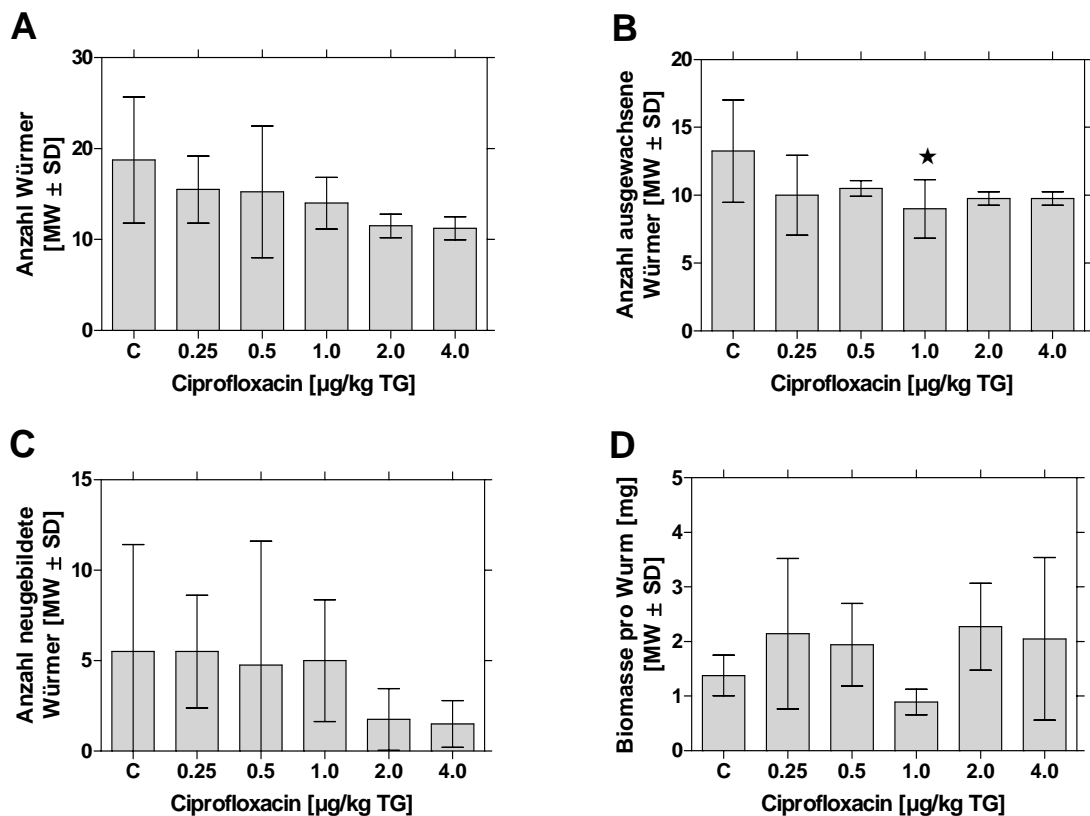 A
Anzahl Würmer
[MW ± SD]
30
20
10
0
C 0.25 0.5 1.0 2.0 4.0
Ciprofloxacin [µg/kg TG]
B
Anzahl ausgewachsene
Würmer [MW ± SD]
20
15
10
5
0
★
C 0.25 0.5 1.0 2.0 4.0
Ciprofloxacin [µg/kg TG]
C
Anzahl neugebildete
Würmer [MW ± SD]
15
10
5
0
C 0.25 0.5 1.0 2.0 4.0
Ciprofloxacin [µg/kg TG]
D
Biomasse pro Wurm [mg]
[MW ± SD]
5
4
3
2
1
0
C 0.25 0.5 1.0 2.0 4.0
Ciprofloxacin [µg/kg TG]